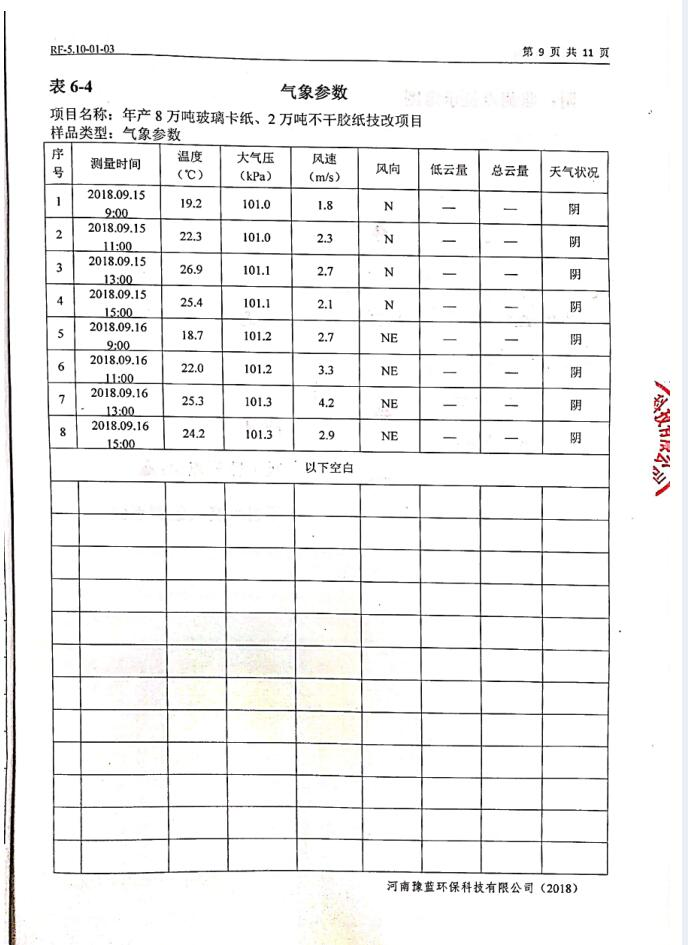 RF-5.10-01-03 第 9 页 共 11 页
表 6-4 气象参数
项目名称：年产 8 万吨玻璃卡纸、2 万吨不干胶纸技改项目
样品类型：气象参数
序号 测量时间 温度（℃） 大气压（kPa） 风速（m/s） 风向 低云量 总云量 天气状况
1 2018.09.15 9:00 19.2 101.0 1.8 N — — 阴
2 2018.09.15 11:00 22.3 101.0 2.3 N — — 阴
3 2018.09.15 13:00 26.9 101.1 2.7 N — — 阴
4 2018.09.15 15:00 25.4 101.1 2.1 N — — 阴
5 2018.09.16 9:00 18.7 101.2 2.7 NE — — 阴
6 2018.09.16 11:00 22.0 101.2 3.3 NE — — 阴
7 2018.09.16 13:00 25.3 101.3 4.2 NE — — 阴
8 2018.09.16 15:00 24.2 101.3 2.9 NE — — 阴
以下空白
河南豫蓝环保科技有限公司（2018）